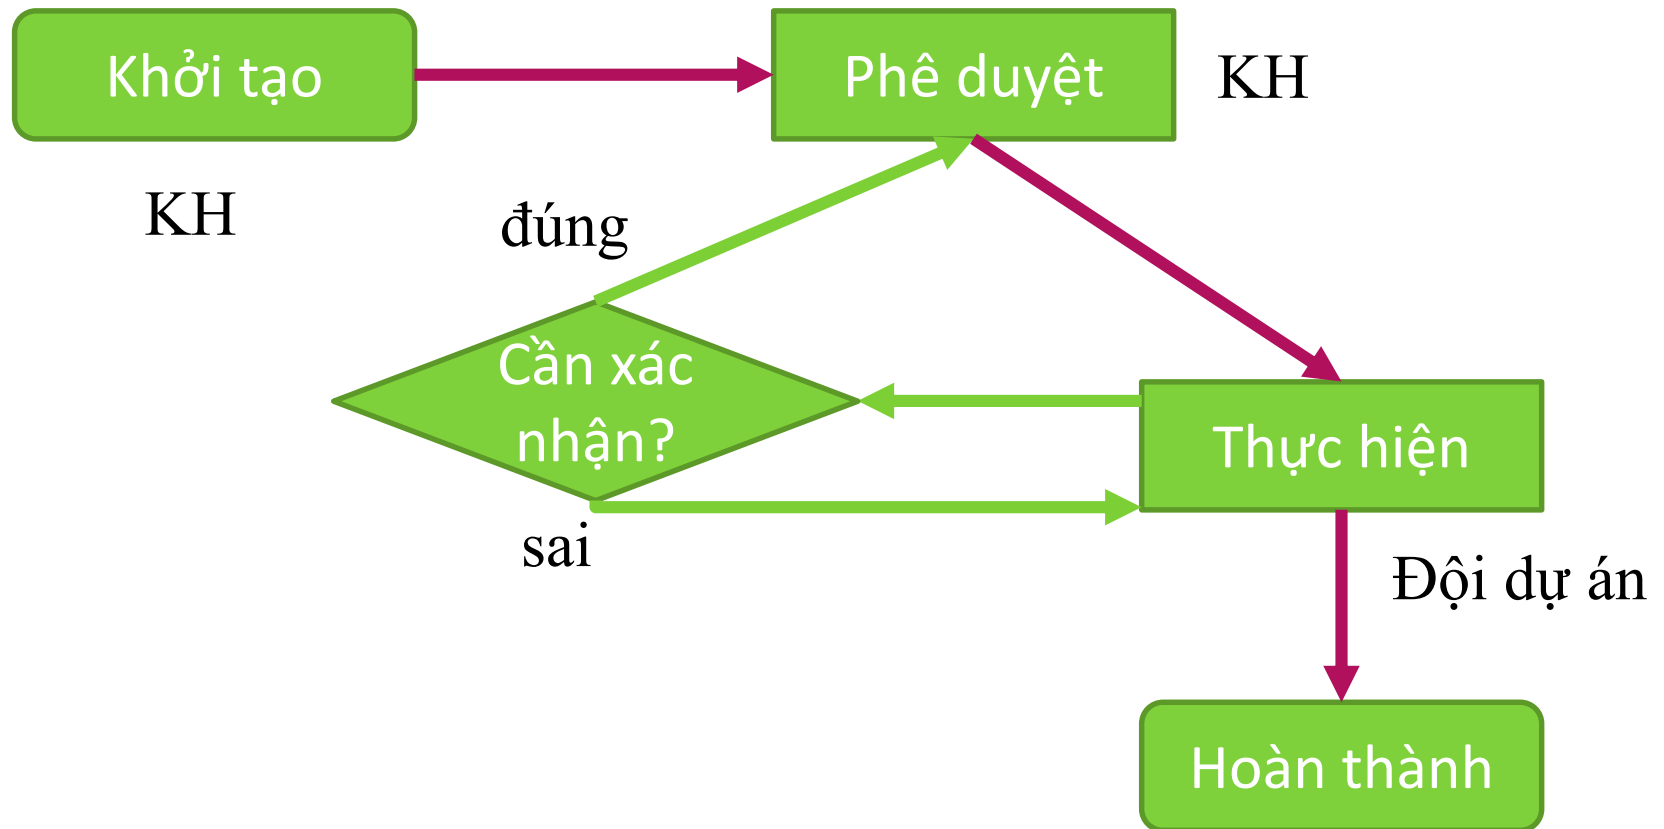 Khởi tạo
Phê duyệt
KH
KH
đúng
Cần xác
nhận?
Thực hiện
sai
Đội dự án
Hoàn thành